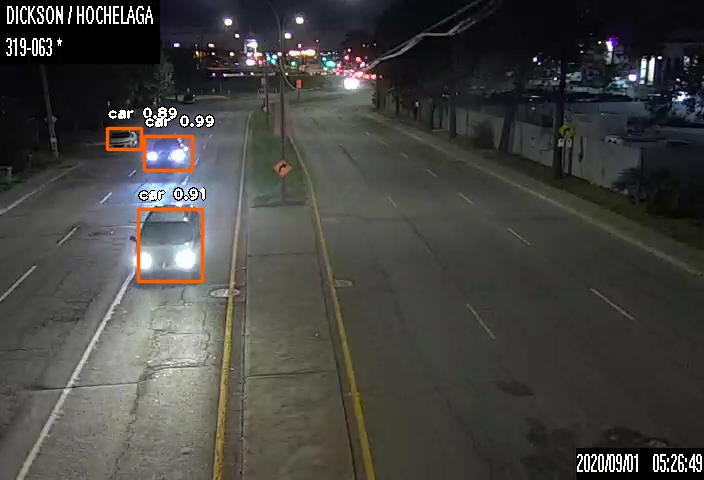 DICKSON / HOCHELAGA
319-063 *
car 0.89
car 0.99
car 0.91
2020/09/01 05:26:49